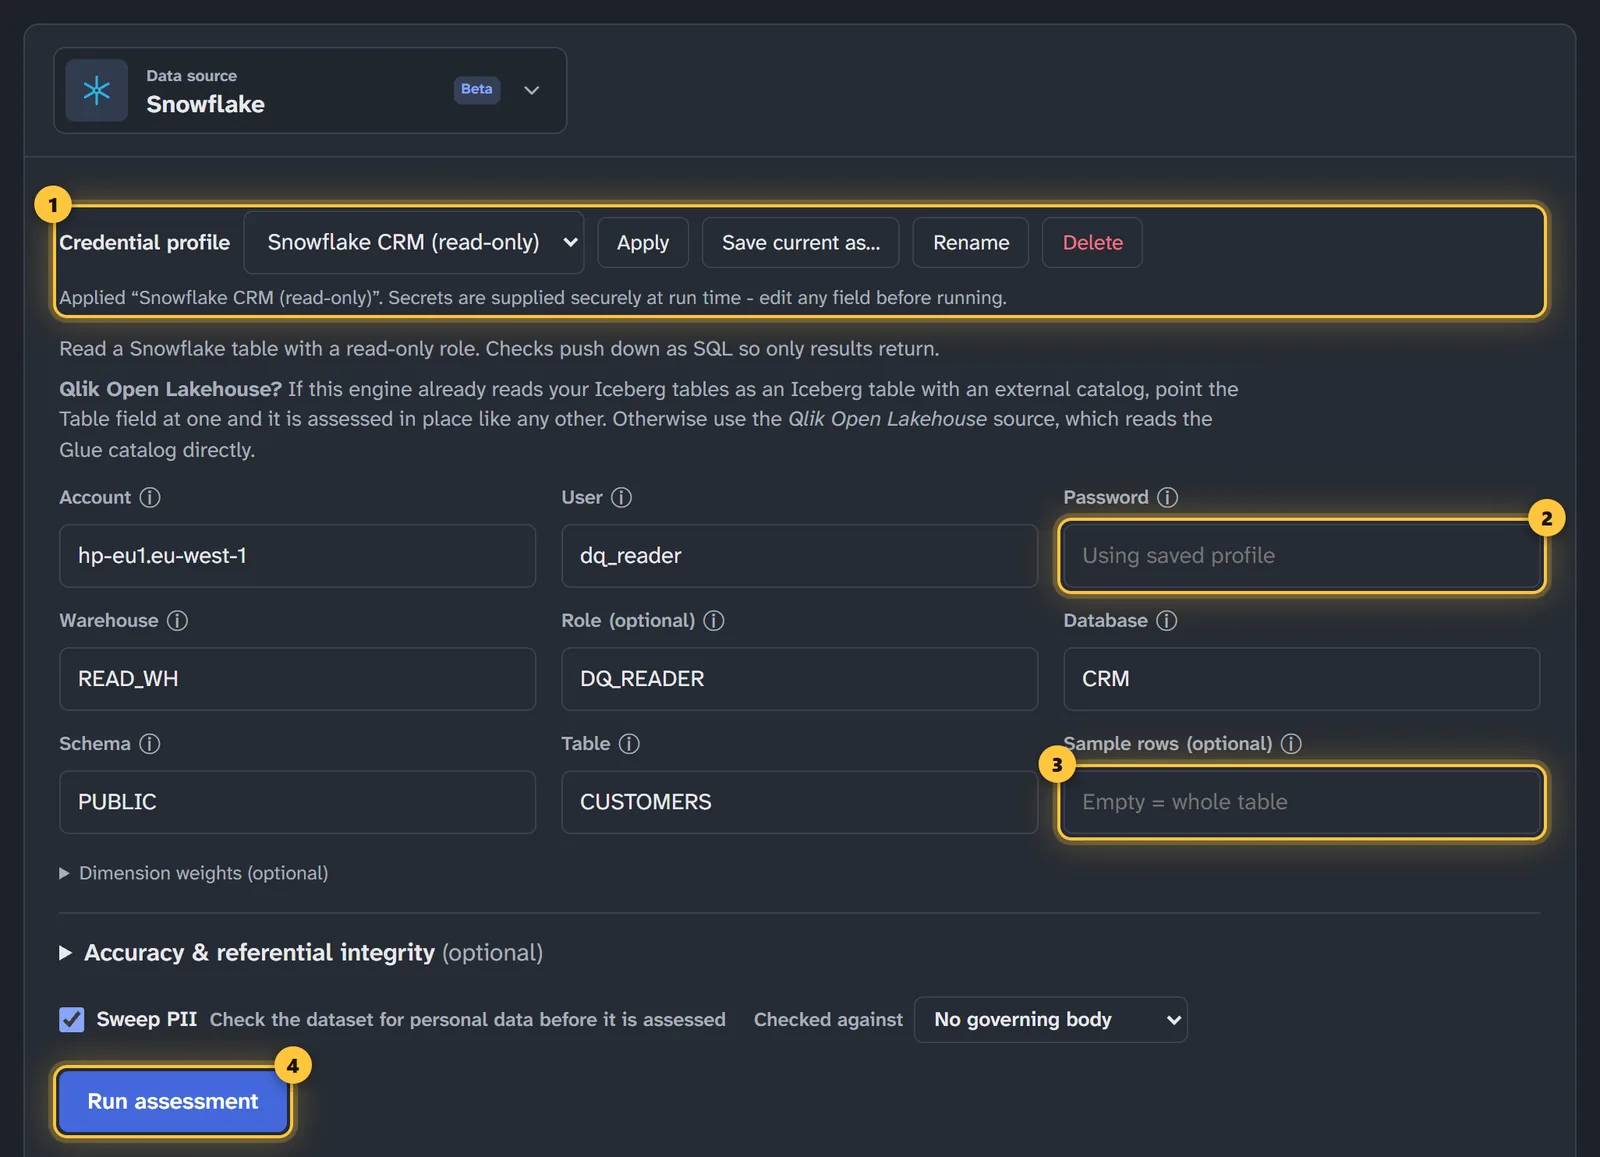 Data source
Snowflake
Beta
1
Credential profile
Snowflake CRM (read-only)
Apply
Save current as...
Rename
Delete
Applied “Snowflake CRM (read-only)”. Secrets are supplied securely at run time - edit any field before running.
Read a Snowflake table with a read-only role. Checks push down as SQL so only results return.
Qlik Open Lakehouse? If this engine already reads your Iceberg tables as an Iceberg table with an external catalog, point the
Table field at one and it is assessed in place like any other. Otherwise use the Qlik Open Lakehouse source, which reads the
Glue catalog directly.
Account
User
Password
2
hp-eu1.eu-west-1
dq_reader
Using saved profile
Warehouse
Role (optional)
Database
READ_WH
DQ_READER
CRM
Schema
Table
Sample rows (optional)
3
PUBLIC
CUSTOMERS
Empty = whole table
Dimension weights (optional)
Accuracy & referential integrity (optional)
Sweep PII Check the dataset for personal data before it is assessed
Checked against
No governing body
4
Run assessment